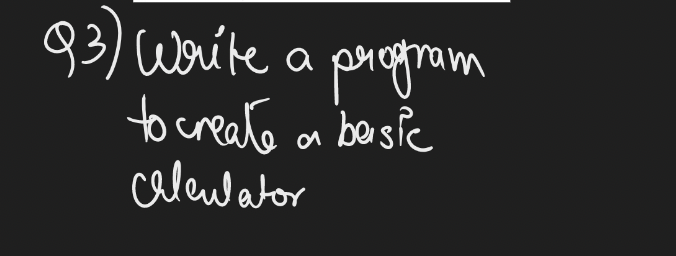 Q3) Write a program
to create a basic
calculator